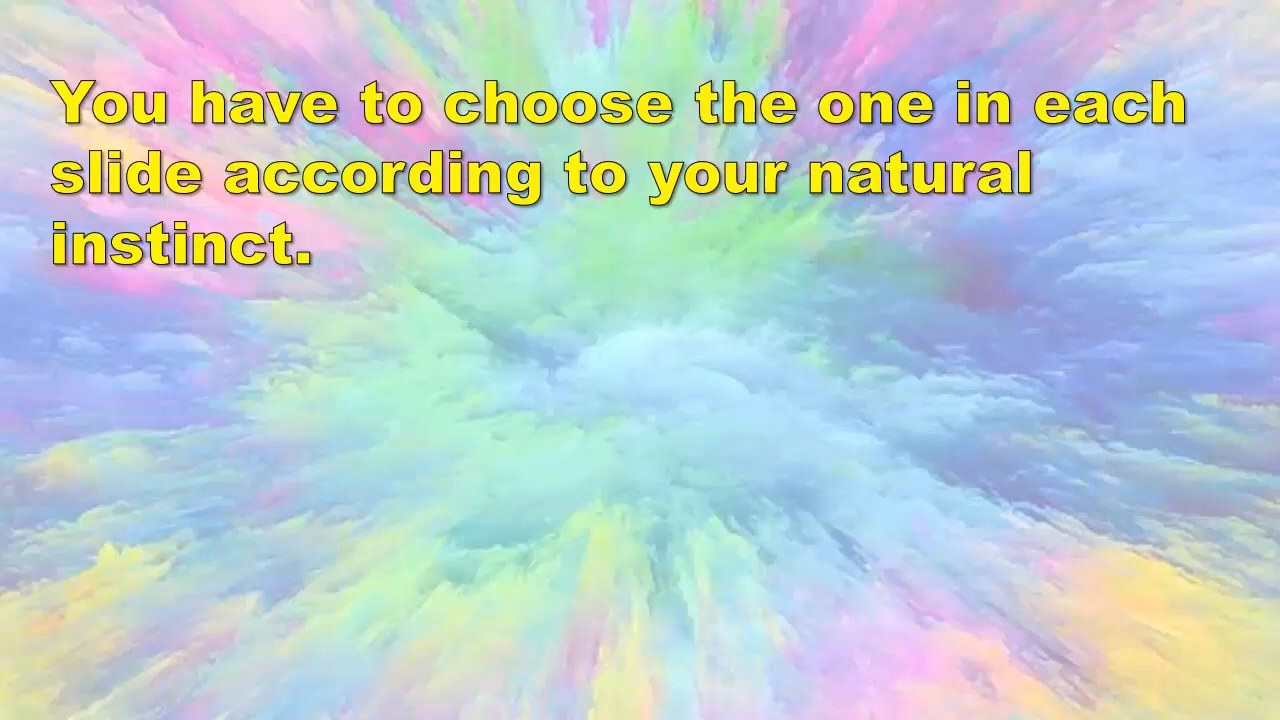 You have to choose the one in each
slide according to your natural
instinct.